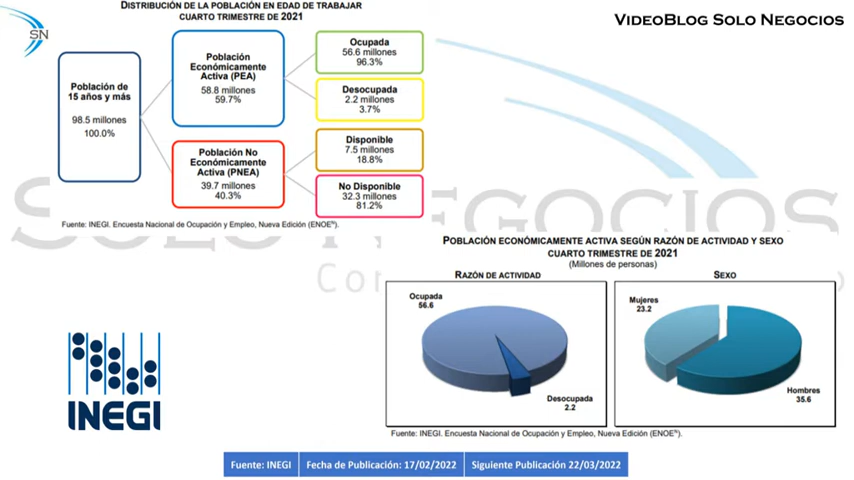 DISTRIBUCIÓN DE LA POBLACIÓN EN EDAD DE TRABAJAR
CUARTO TRIMESTRE DE 2021
VIDEOBLOG SOLO NEGOCIOS
SN
Población de
15 años y más
98.5 millones
100.0%
Población
Económicamente
Activa (PEA)
58.8 millones
59.7%
Ocupada
56.6 millones
96.3%
Desocupada
2.2 millones
3.7%
Población No
Económicamente
Activa (PNEA)
39.7 millones
40.3%
Disponible
7.5 millones
18.8%
No Disponible
32.3 millones
81.2%
Fuente: INEGI. Encuesta Nacional de Ocupación y Empleo, Nueva Edición (ENOEᴺ).
SOLO NEGOCIOS
POBLACIÓN ECONÓMICAMENTE ACTIVA SEGÚN RAZÓN DE ACTIVIDAD Y SEXO
CUARTO TRIMESTRE DE 2021
(Millones de personas)
RAZÓN DE ACTIVIDAD
Ocupada
56.6
Desocupada
2.2
SEXO
Mujeres
23.2
Hombres
35.6
Fuente: INEGI. Encuesta Nacional de Ocupación y Empleo, Nueva Edición (ENOEᴺ).
INEGI
Fuente: INEGI Fecha de Publicación: 17/02/2022 Siguiente Publicación 22/03/2022